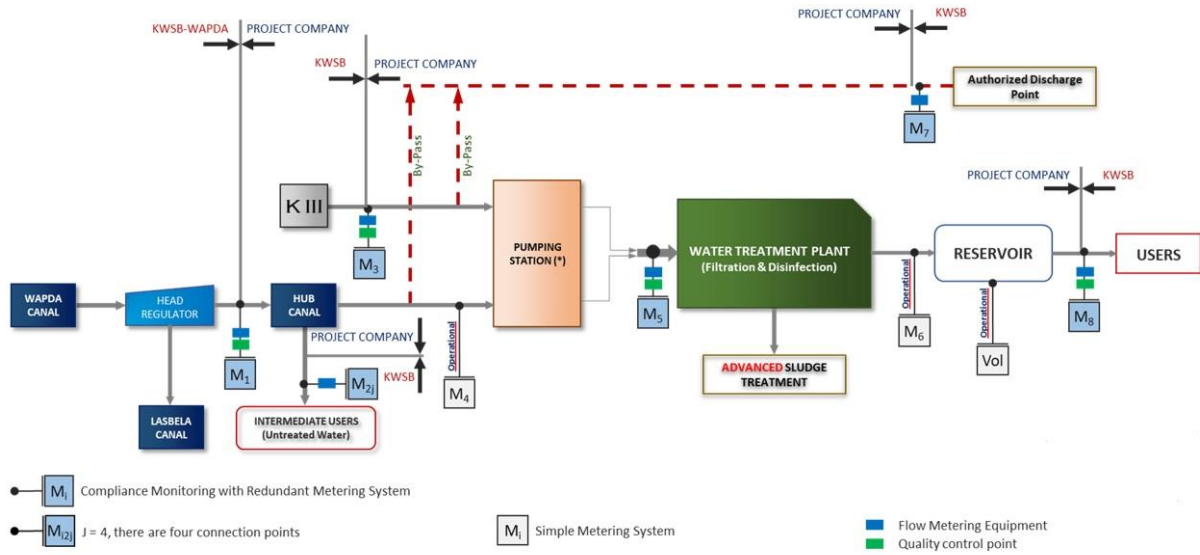 KWSB-WAPDA
PROJECT COMPANY
KWSB
PROJECT COMPANY
PROJECT COMPANY
KWSB
Authorized Discharge
Point
M7
By-Pass
By-Pass
K III
M3
PUMPING
STATION (*)
WATER TREATMENT PLANT
(Filtration & Disinfection)
PROJECT COMPANY
KWSB
RESERVOIR
USERS
WAPDA
CANAL
HEAD
REGULATOR
HUB
CANAL
M1
PROJECT COMPANY
KWSB
M2j
Operational
M4
M5
Operational
M6
Operational
Vol
M8
LASBELA
CANAL
INTERMEDIATE USERS
(Untreated Water)
ADVANCED SLUDGE
TREATMENT
Mi
Compliance Monitoring with Redundant Metering System
Mi2j
J = 4, there are four connection points
Mi
Simple Metering System
Flow Metering Equipment
Quality control point